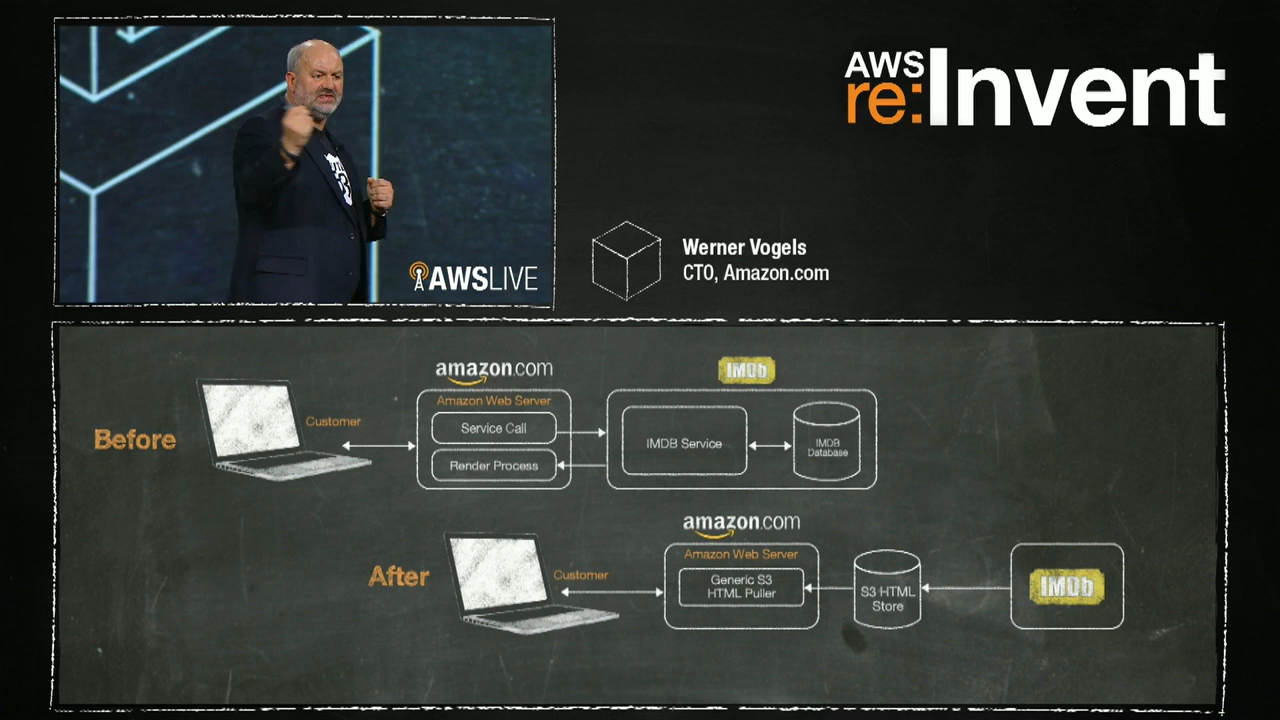 AWS
re:Invent
AWSLIVE
Werner Vogels
CTO, Amazon.com
amazon.com
IMDb
Amazon Web Server
Before
Customer
Service Call
Render Process
IMDB Service
IMDB
Database
amazon.com
Amazon Web Server
After
Customer
Generic S3
HTML Puller
S3 HTML
Store
IMDb